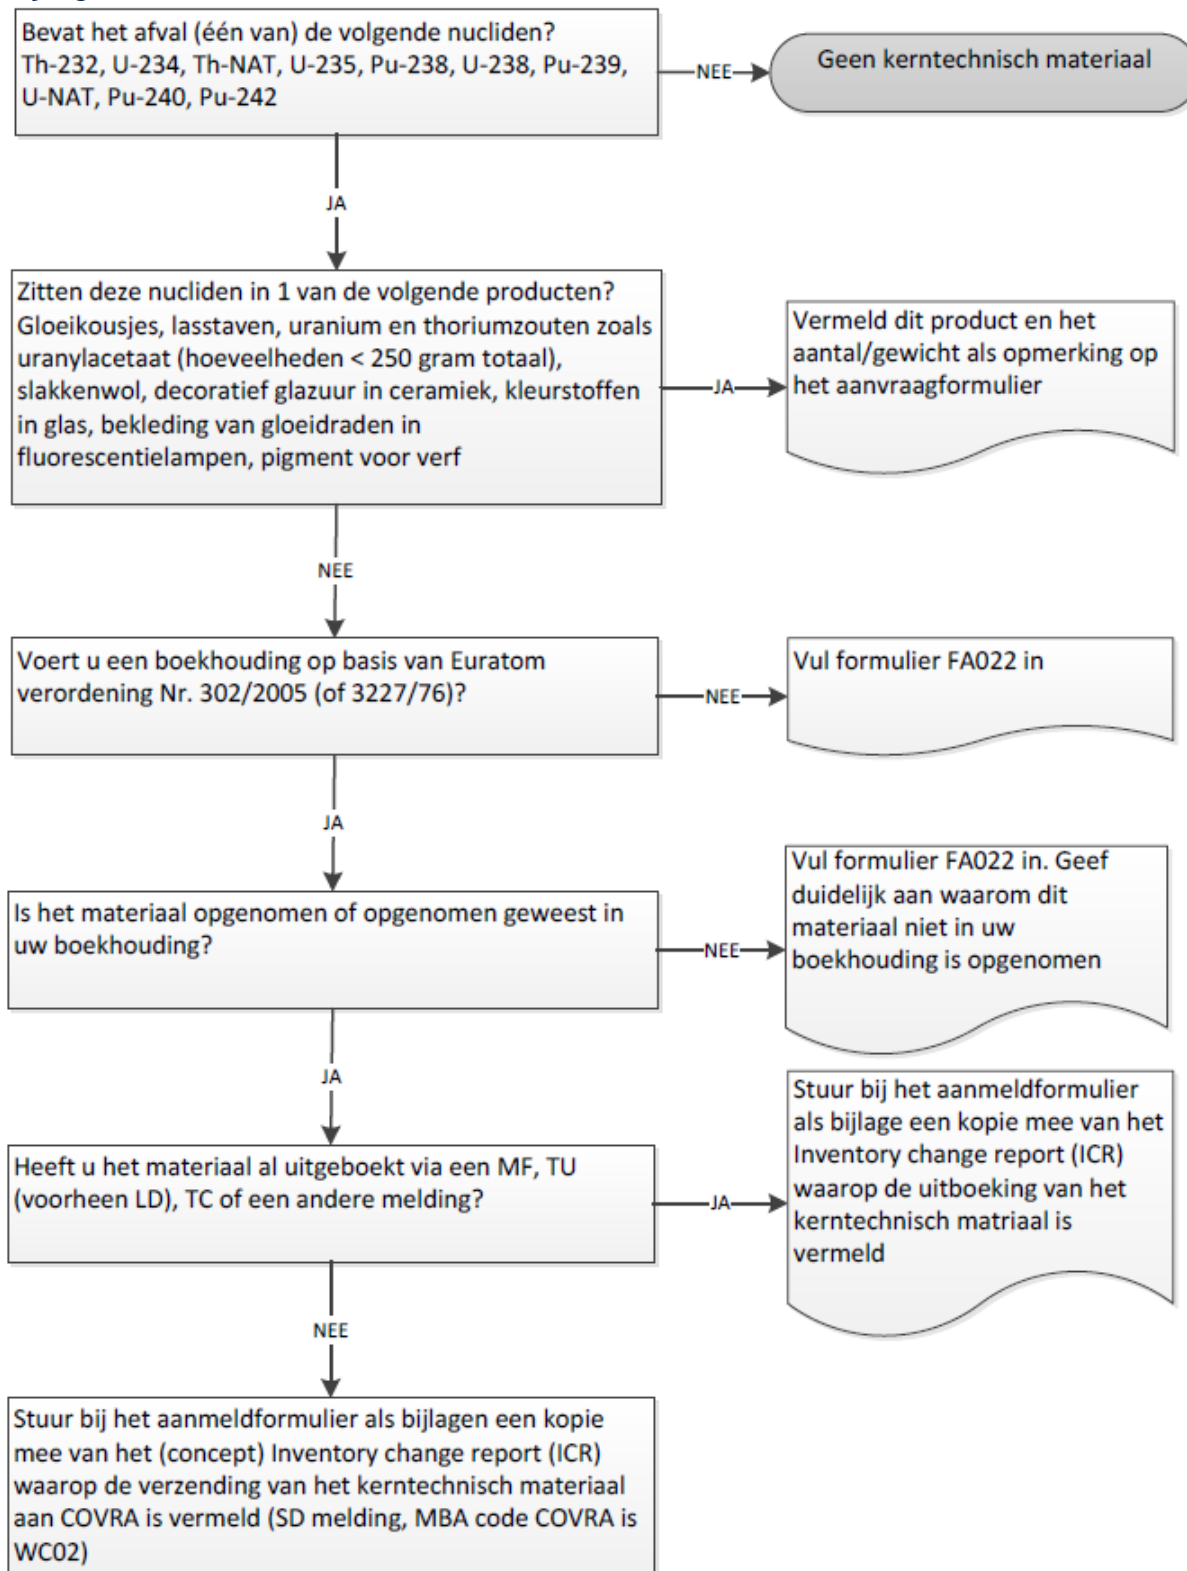 Bevat het afval (één van) de volgende nucliden?
Th-232, U-234, Th-NAT, U-235, Pu-238, U-238, Pu-239,
U-NAT, Pu-240, Pu-242
NEE
Geen kerntechnisch materiaal
JA
Zitten deze nucliden in 1 van de volgende producten?
Gloeikousjes, lasstaven, uranium en thoriumzouten zoals
uranylacetaat (hoeveelheden < 250 gram totaal),
slakkenwol, decoratief glazuur in ceramiek, kleurstoffen
in glas, bekleding van gloeidraden in
fluorescentielampen, pigment voor verf
JA
Vermeld dit product en het
aantal/gewicht als opmerking op
het aanvraagformulier
NEE
Voert u een boekhouding op basis van Euratom
verordening Nr. 302/2005 (of 3227/76)?
NEE
Vul formulier FA022 in
JA
Is het materiaal opgenomen of opgenomen geweest in
uw boekhouding?
NEE
Vul formulier FA022 in. Geef
duidelijk aan waarom dit
materiaal niet in uw
boekhouding is opgenomen
JA
Heeft u het materiaal al uitgeboekt via een MF, TU
(voorheen LD), TC of een andere melding?
JA
Stuur bij het aanmeldformulier
als bijlage een kopie mee van het
Inventory change report (ICR)
waarop de uitboeking van het
kerntechnisch matriaal is
vermeld
NEE
Stuur bij het aanmeldformulier als bijlagen een kopie
mee van het (concept) Inventory change report (ICR)
waarop de verzending van het kerntechnisch materiaal
aan COVRA is vermeld (SD melding, MBA code COVRA is
WC02)